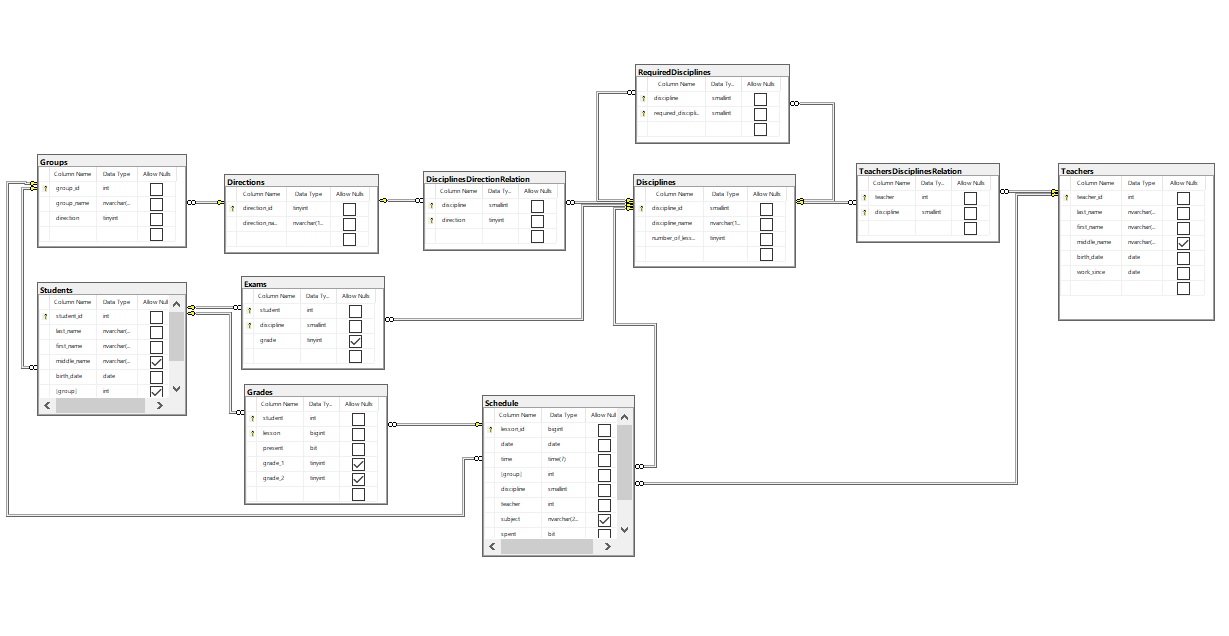 RequiredDisciplines
Column Name Data Ty... Allow Nulls
discipline smallint
required_discipli... smallint
Groups
Column Name Data Type Allow Nulls
group_id int
group_name nvarchar(...
direction tinyint
Directions
Column Name Data Type Allow Nulls
direction_id tinyint
direction_na... nvarchar(1...
DisciplinesDirectionRelation
Column Name Data Ty... Allow Nulls
discipline smallint
direction tinyint
Disciplines
Column Name Data Ty... Allow Nulls
discipline_id smallint
discipline_name nvarchar(1...
number_of_less... tinyint
TeachersDisciplinesRelation
Column Name Data Ty... Allow Nulls
teacher int
discipline smallint
Teachers
Column Name Data Type Allow Nulls
teacher_id int
last_name nvarchar(...
first_name nvarchar(...
middle_name nvarchar(...
birth_date date
work_since date
Students
Column Name Data Type Allow Null
student_id int
last_name nvarchar(...
first_name nvarchar(...
middle_name nvarchar(...
birth_date date
[group] int
Exams
Column Name Data Ty... Allow Nulls
student int
discipline smallint
grade tinyint
Grades
Column Name Data Ty... Allow Nulls
student int
lesson bigint
present bit
grade_1 tinyint
grade_2 tinyint
Schedule
Column Name Data Type Allow Nul
lesson_id bigint
date date
time time(7)
[group] int
discipline smallint
teacher int
subject nvarchar(2...
spent bit